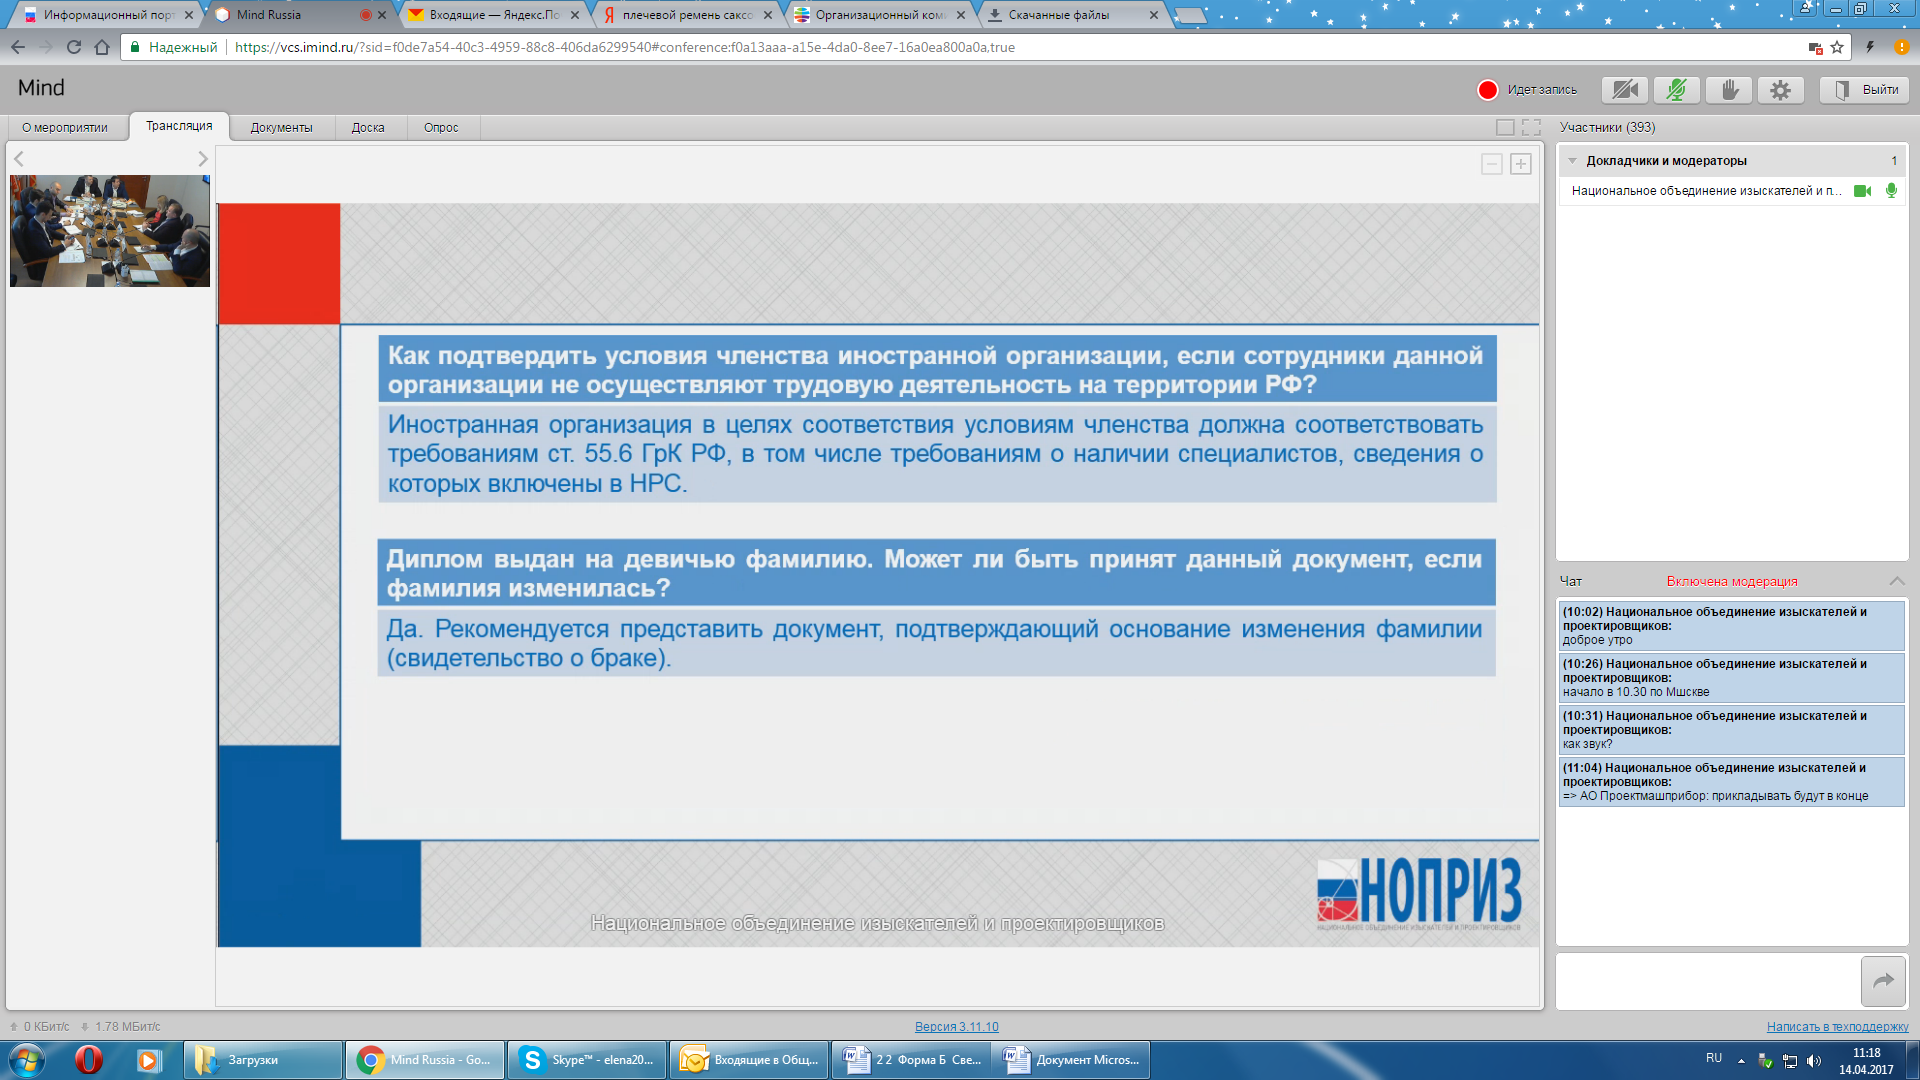 Информационный порт
Mind Russia
Входящие — Яндекс.По
плечевой ремень саксо
Организационный ком
Скачанные файлы
Надежный
https://vcs.imind.ru/?sid=f0de7a54-40c3-4959-88c8-406da6299540#conference:f0a13aaa-a15e-4da0-8ee7-16a0ea800a0a,true
Mind
Идет запись
Выйти
О мероприятии
Трансляция
Документы
Доска
Опрос
Участники (393)
Докладчики и модераторы
1
Национальное объединение изыскателей и п...
Как подтвердить условия членства иностранной организации, если сотрудники данной
организации не осуществляют трудовую деятельность на территории РФ?
Иностранная организация в целях соответствия условиям членства должна соответствовать
требованиям ст. 55.6 ГрК РФ, в том числе требованиям о наличии специалистов, сведения о
которых включены в НРС.
Диплом выдан на девичью фамилию. Может ли быть принят данный документ, если
фамилия изменилась?
Да. Рекомендуется представить документ, подтверждающий основание изменения фамилии
(свидетельство о браке).
Национальное объединение изыскателей и проектировщиков
НОПРИЗ
НАЦИОНАЛЬНОЕ ОБЪЕДИНЕНИЕ ИЗЫСКАТЕЛЕЙ И ПРОЕКТИРОВЩИКОВ
Чат
Включена модерация
(10:02) Национальное объединение изыскателей и
проектировщиков:
доброе утро
(10:26) Национальное объединение изыскателей и
проектировщиков:
начало в 10.30 по Мшскве
(10:31) Национальное объединение изыскателей и
проектировщиков:
как звук?
(11:04) Национальное объединение изыскателей и
проектировщиков:
=> АО Проектмашприбор: прикладывать будут в конце
0 КБит/с
1.78 МБит/с
Версия 3.11.10
Написать в техподдержку
Загрузки
Mind Russia - Go...
Skype™ - elena20...
Входящие в Общ...
2 2 Форма Б Све...
Документ Micros...
RU
11:18
14.04.2017